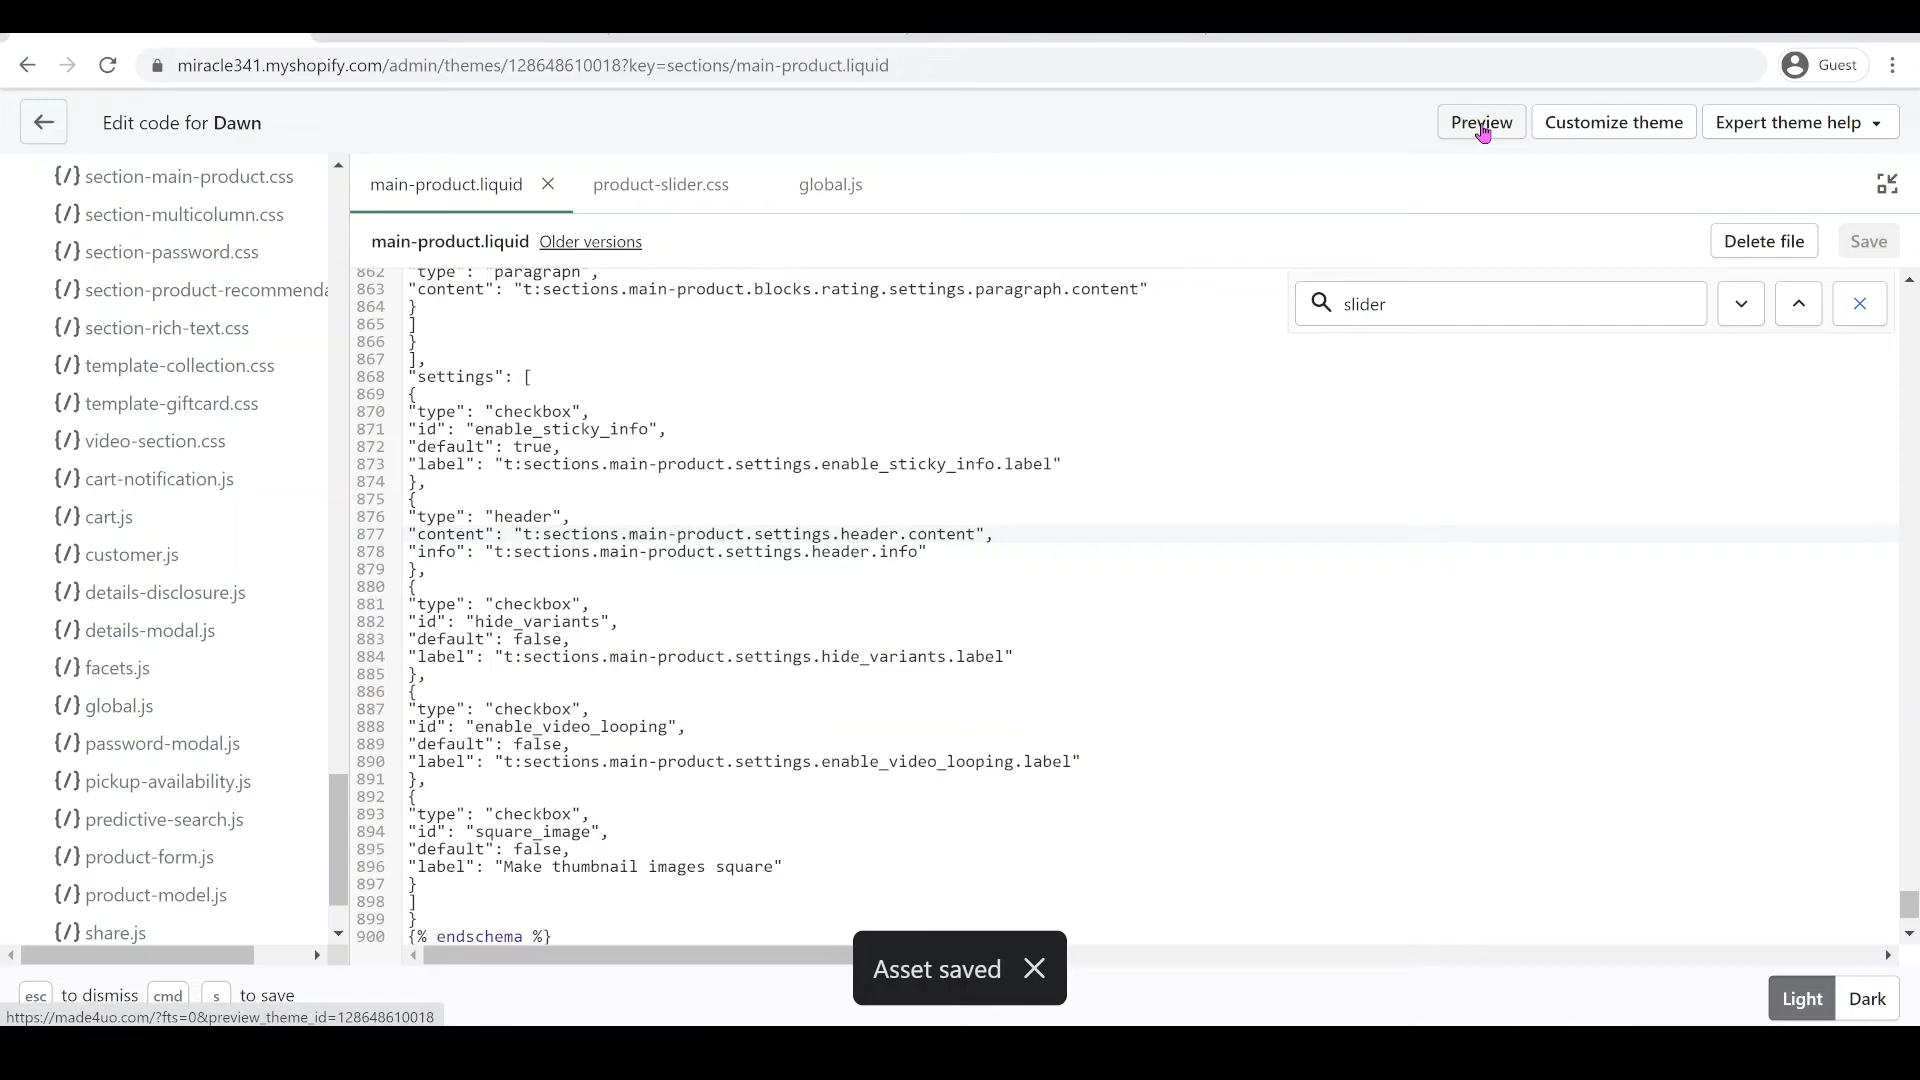 miracle341.myshopify.com/admin/themes/128648610018?key=sections/main-product.liquid
Guest
Edit code for Dawn
Preview
Customize theme
Expert theme help
{/} section-main-product.css
{/} section-multicolumn.css
{/} section-password.css
{/} section-product-recommenda
{/} section-rich-text.css
{/} template-collection.css
{/} template-giftcard.css
{/} video-section.css
{/} cart-notification.js
{/} cart.js
{/} customer.js
{/} details-disclosure.js
{/} details-modal.js
{/} facets.js
{/} global.js
{/} password-modal.js
{/} pickup-availability.js
{/} predictive-search.js
{/} product-form.js
{/} product-model.js
{/} share.js
main-product.liquid
product-slider.css
global.js
main-product.liquid Older versions
Delete file
Save
slider
862 "type": "paragraph",
863 "content": "t:sections.main-product.blocks.rating.settings.paragraph.content"
864 }
865 ]
866 }
867 ],
868 "settings": [
869 {
870 "type": "checkbox",
871 "id": "enable_sticky_info",
872 "default": true,
873 "label": "t:sections.main-product.settings.enable_sticky_info.label"
874 },
875 {
876 "type": "header",
877 "content": "t:sections.main-product.settings.header.content",
878 "info": "t:sections.main-product.settings.header.info"
879 },
880 {
881 "type": "checkbox",
882 "id": "hide_variants",
883 "default": false,
884 "label": "t:sections.main-product.settings.hide_variants.label"
885 },
886 {
887 "type": "checkbox",
888 "id": "enable_video_looping",
889 "default": false,
890 "label": "t:sections.main-product.settings.enable_video_looping.label"
891 },
892 {
893 "type": "checkbox",
894 "id": "square_image",
895 "default": false,
896 "label": "Make thumbnail images square"
897 }
898 ]
899 }
900 {% endschema %}
Asset saved
esc to dismiss cmd s to save
Light
Dark
https://made4uo.com/?fts=0&preview_theme_id=128648610018